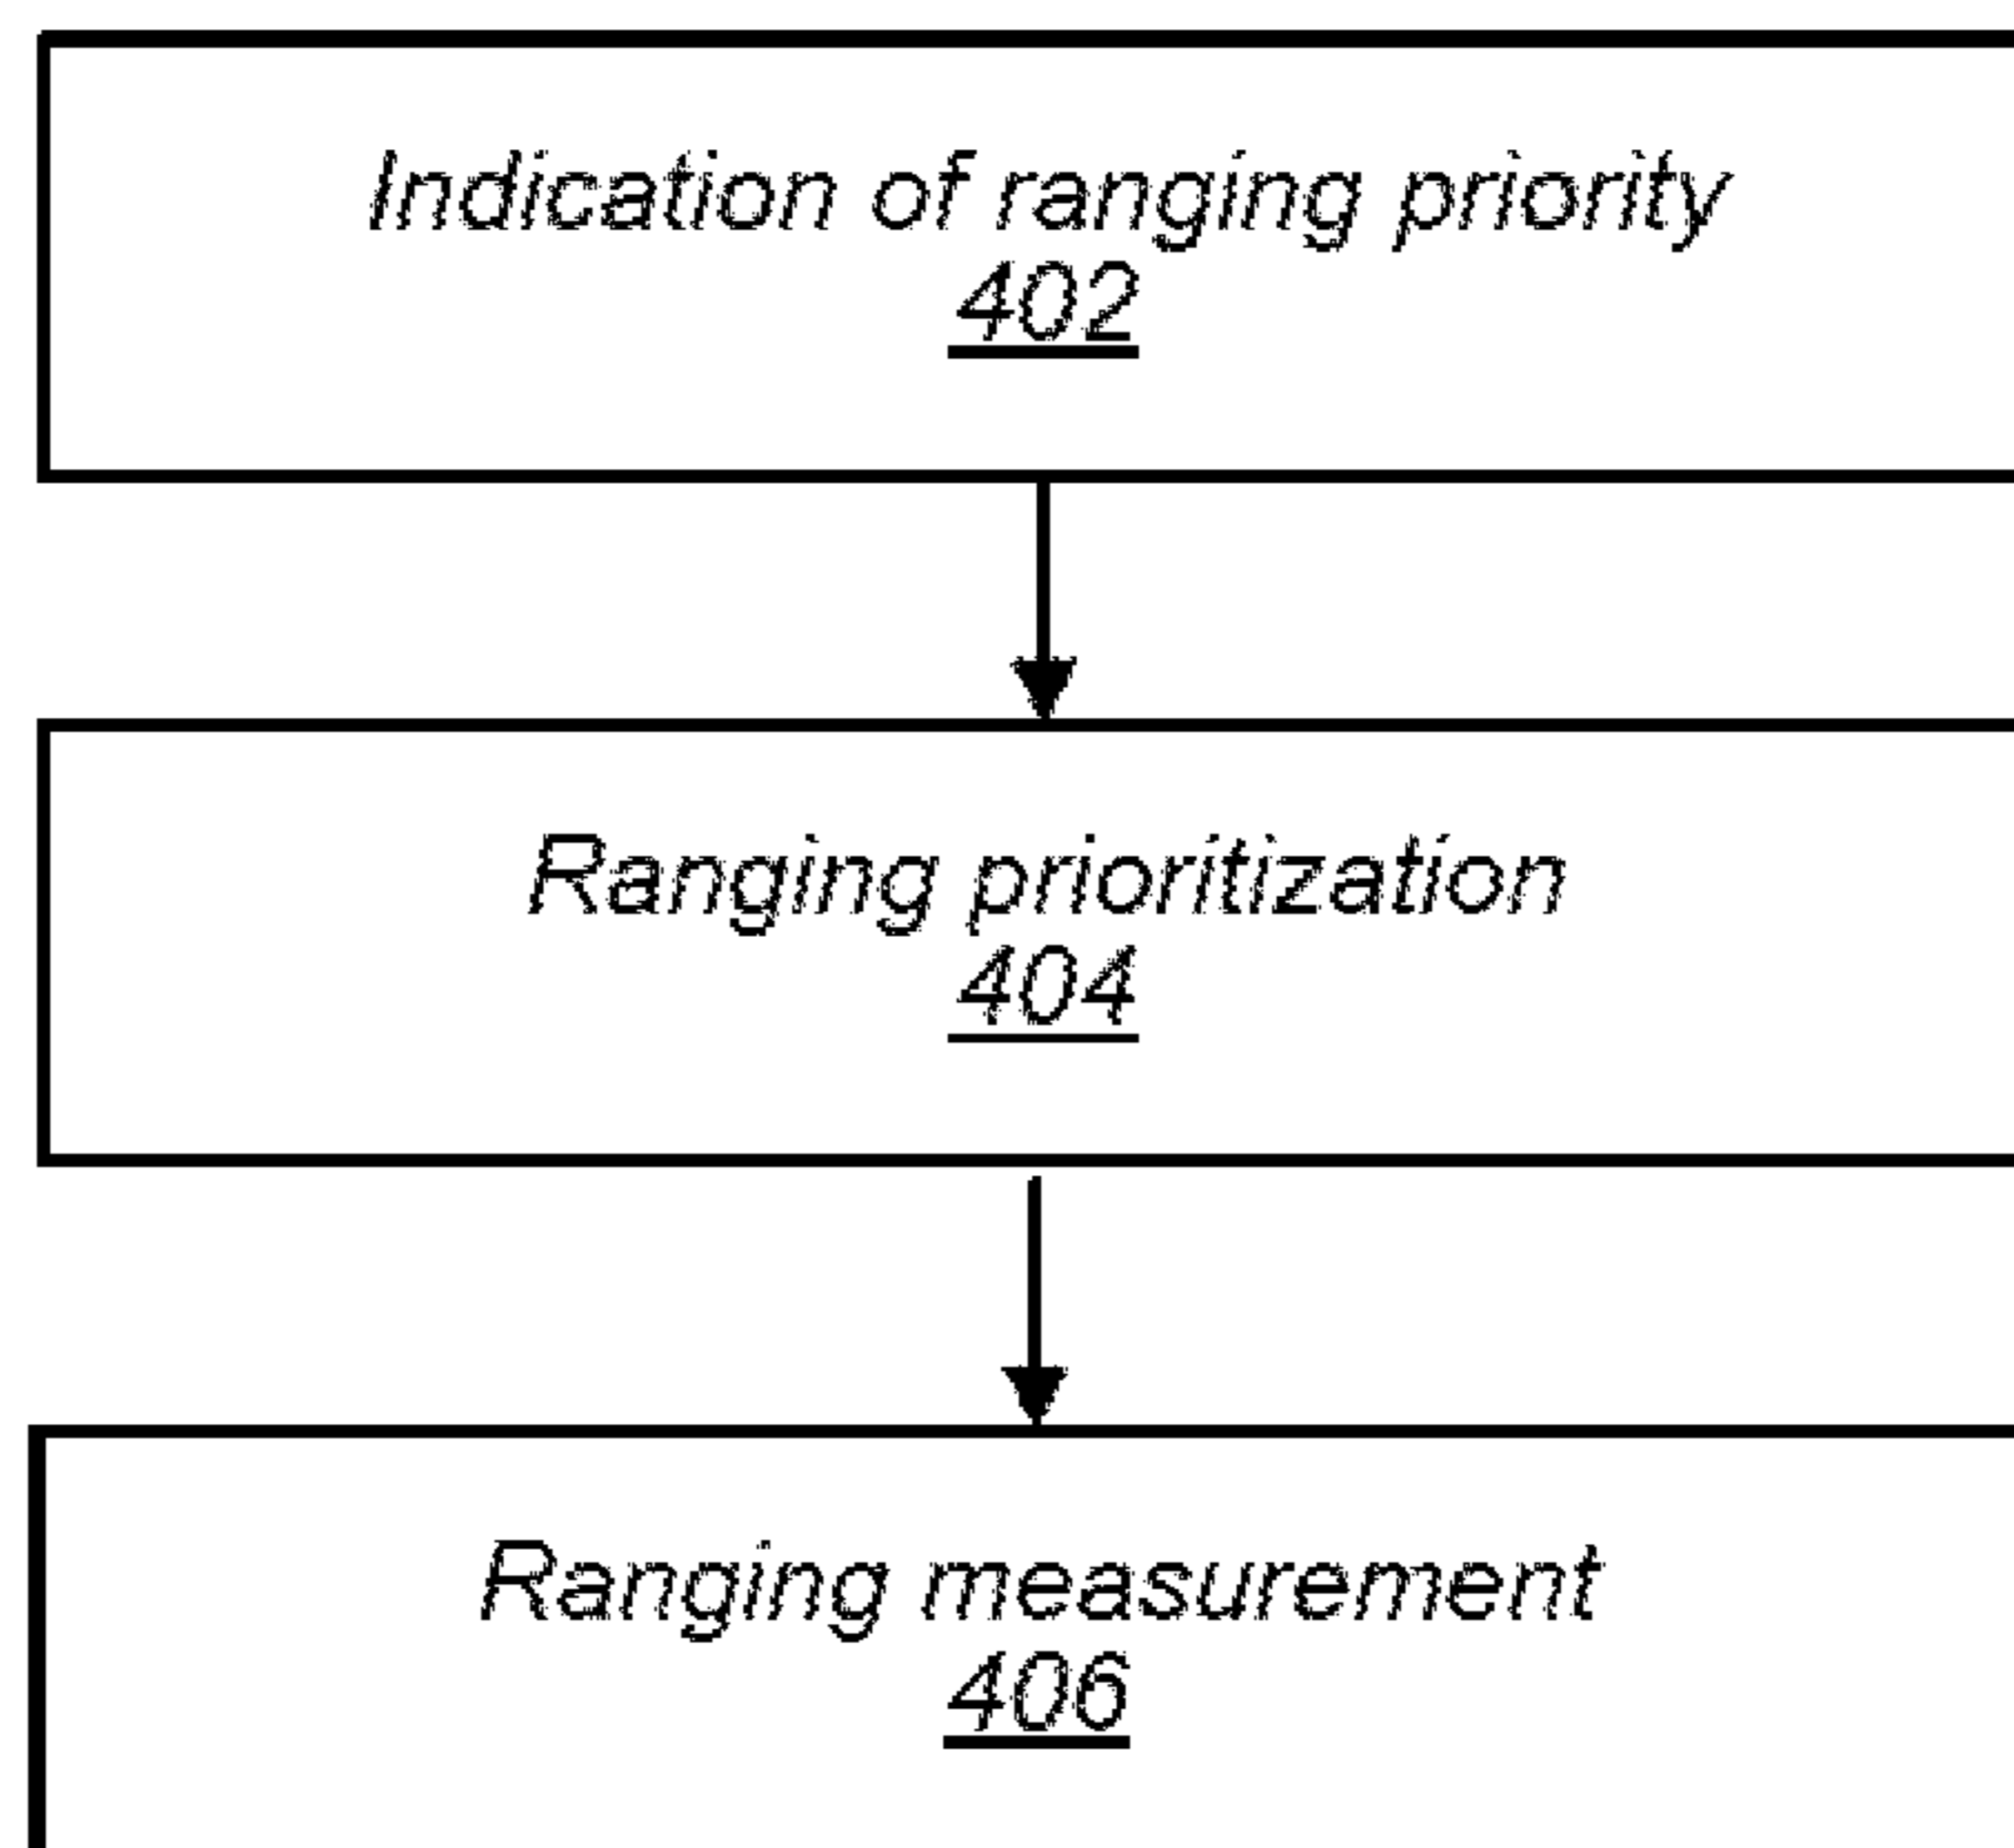 Indication of ranging priority
402
Ranging prioritization
404
Ranging measurement
406